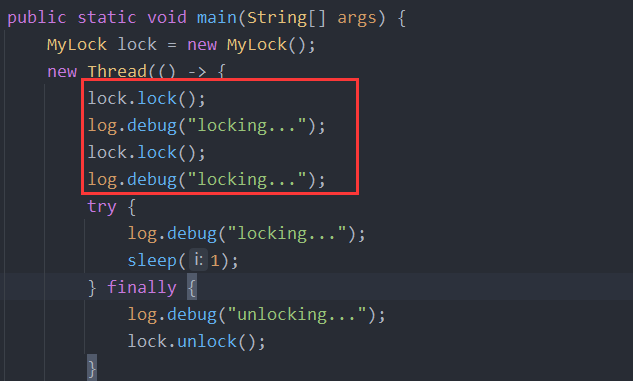 public static void main(String[] args) {
MyLock lock = new MyLock();
new Thread(() -> {
lock.lock();
log.debug("locking...");
lock.lock();
log.debug("locking...");
try {
log.debug("locking...");
sleep( i: 1);
} finally {
log.debug("unlocking...");
lock.unlock();
}